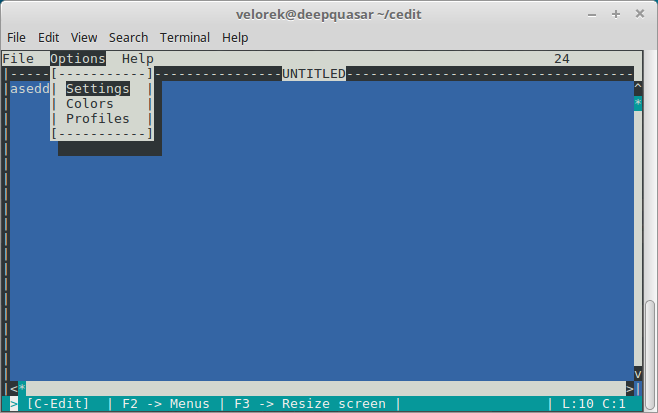 velorek@deepquasar ~/cedit
File Edit View Search Terminal Help
File Options Help 24
UNTITLED
asedd
Settings
Colors
Profiles
> [C-Edit] | F2 -> Menus | F3 -> Resize screen | | L:10 C:1